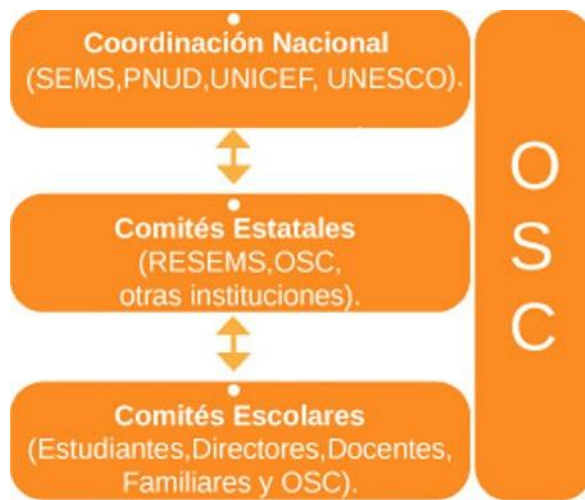 Coordinación Nacional
(SEMS,PNUD,UNICEF, UNESCO).
Comités Estatales
(RESEMS,OSC,
otras instituciones).
Comités Escolares
(Estudiantes,Directores,Docentes,
Familiares y OSC).
O
S
C